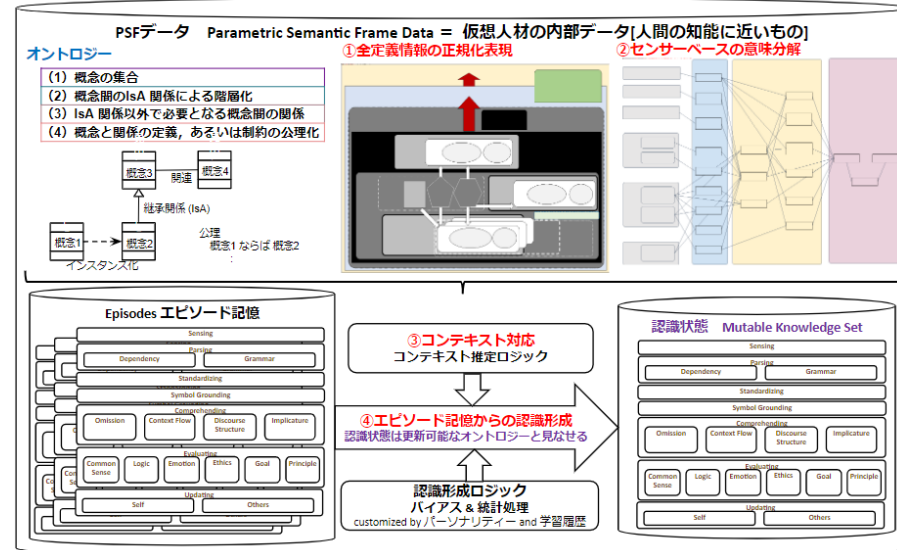 PSFデータ Parametric Semantic Frame Data = 仮想人材の内部データ[人間の知能に近いもの]
オントロジー
(1)概念の集合
(2)概念間のIsA 関係による階層化
(3)IsA 関係以外で必要となる概念間の関係
(4)概念と関係の定義,あるいは制約の公理化
概念3
関連
概念4
継承関係 (IsA)
概念1
概念2
インスタンス化
公理
概念1 ならば 概念2
:
①全定義情報の正規化表現
②センサーベースの意味分解
Episodes エピソード記憶
Sensing
Parsing
Dependency
Grammar
Standardizing
Symbol Grounding
Comprehending
Omission
Context Flow
Discourse Structure
Implicature
Evaluating
Common Sense
Logic
Emotion
Ethics
Goal
Principle
Updating
Self
Others
③コンテキスト対応
コンテキスト推定ロジック
④エピソード記憶からの認識形成
認識状態は更新可能なオントロジーと見なせる
認識形成ロジック
バイアス & 統計処理
customized by パーソナリティー and 学習履歴
認識状態 Mutable Knowledge Set
Sensing
Parsing
Dependency
Grammar
Standardizing
Symbol Grounding
Comprehending
Omission
Context Flow
Discourse Structure
Implicature
Evaluating
Common Sense
Logic
Emotion
Ethics
Goal
Principle
Updating
Self
Others